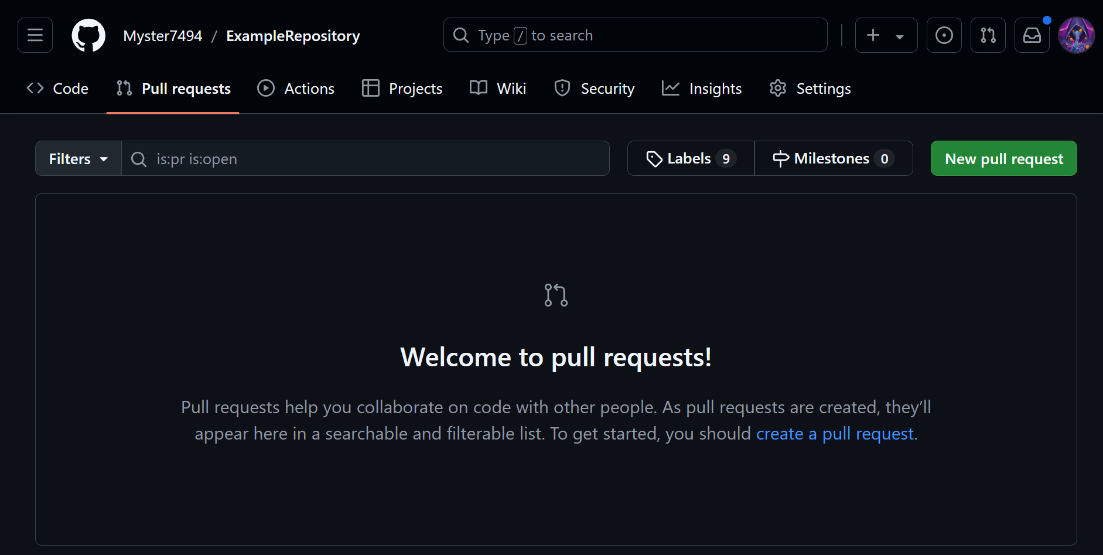 Myster7494 / ExampleRepository
Type / to search
Code Pull requests Actions Projects Wiki Security Insights Settings
Filters is:pr is:open Labels 9 Milestones 0 New pull request
Welcome to pull requests!
Pull requests help you collaborate on code with other people. As pull requests are created, they’ll
appear here in a searchable and filterable list. To get started, you should create a pull request.